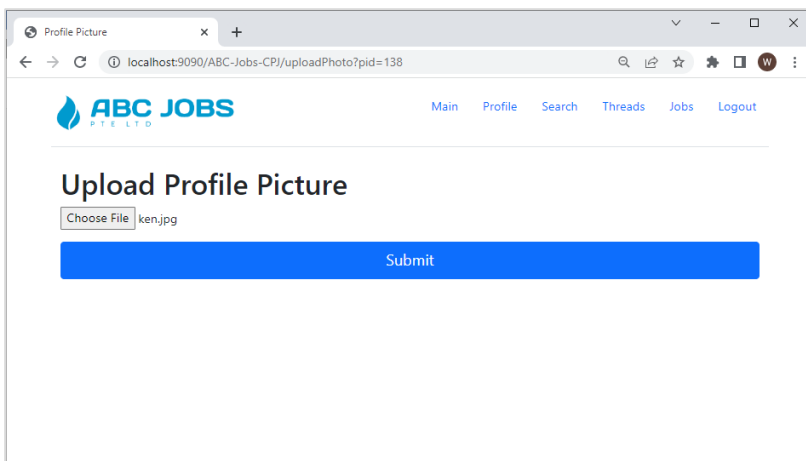 Profile Picture
localhost:9090/ABC-Jobs-CPJ/uploadPhoto?pid=138
W
ABC JOBS
PTE LTD
Main Profile Search Threads Jobs Logout
Upload Profile Picture
Choose File ken.jpg
Submit